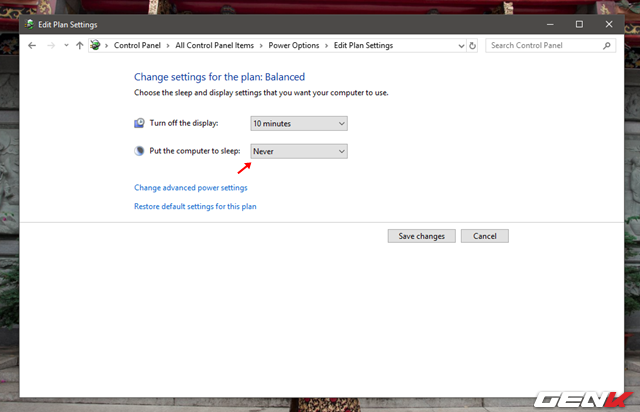 Edit Plan Settings
Control Panel > All Control Panel Items > Power Options > Edit Plan Settings
Search Control Panel
Change settings for the plan: Balanced
Choose the sleep and display settings that you want your computer to use.
Turn off the display: 10 minutes
Put the computer to sleep: Never
Change advanced power settings
Restore default settings for this plan
Save changes Cancel
GENK